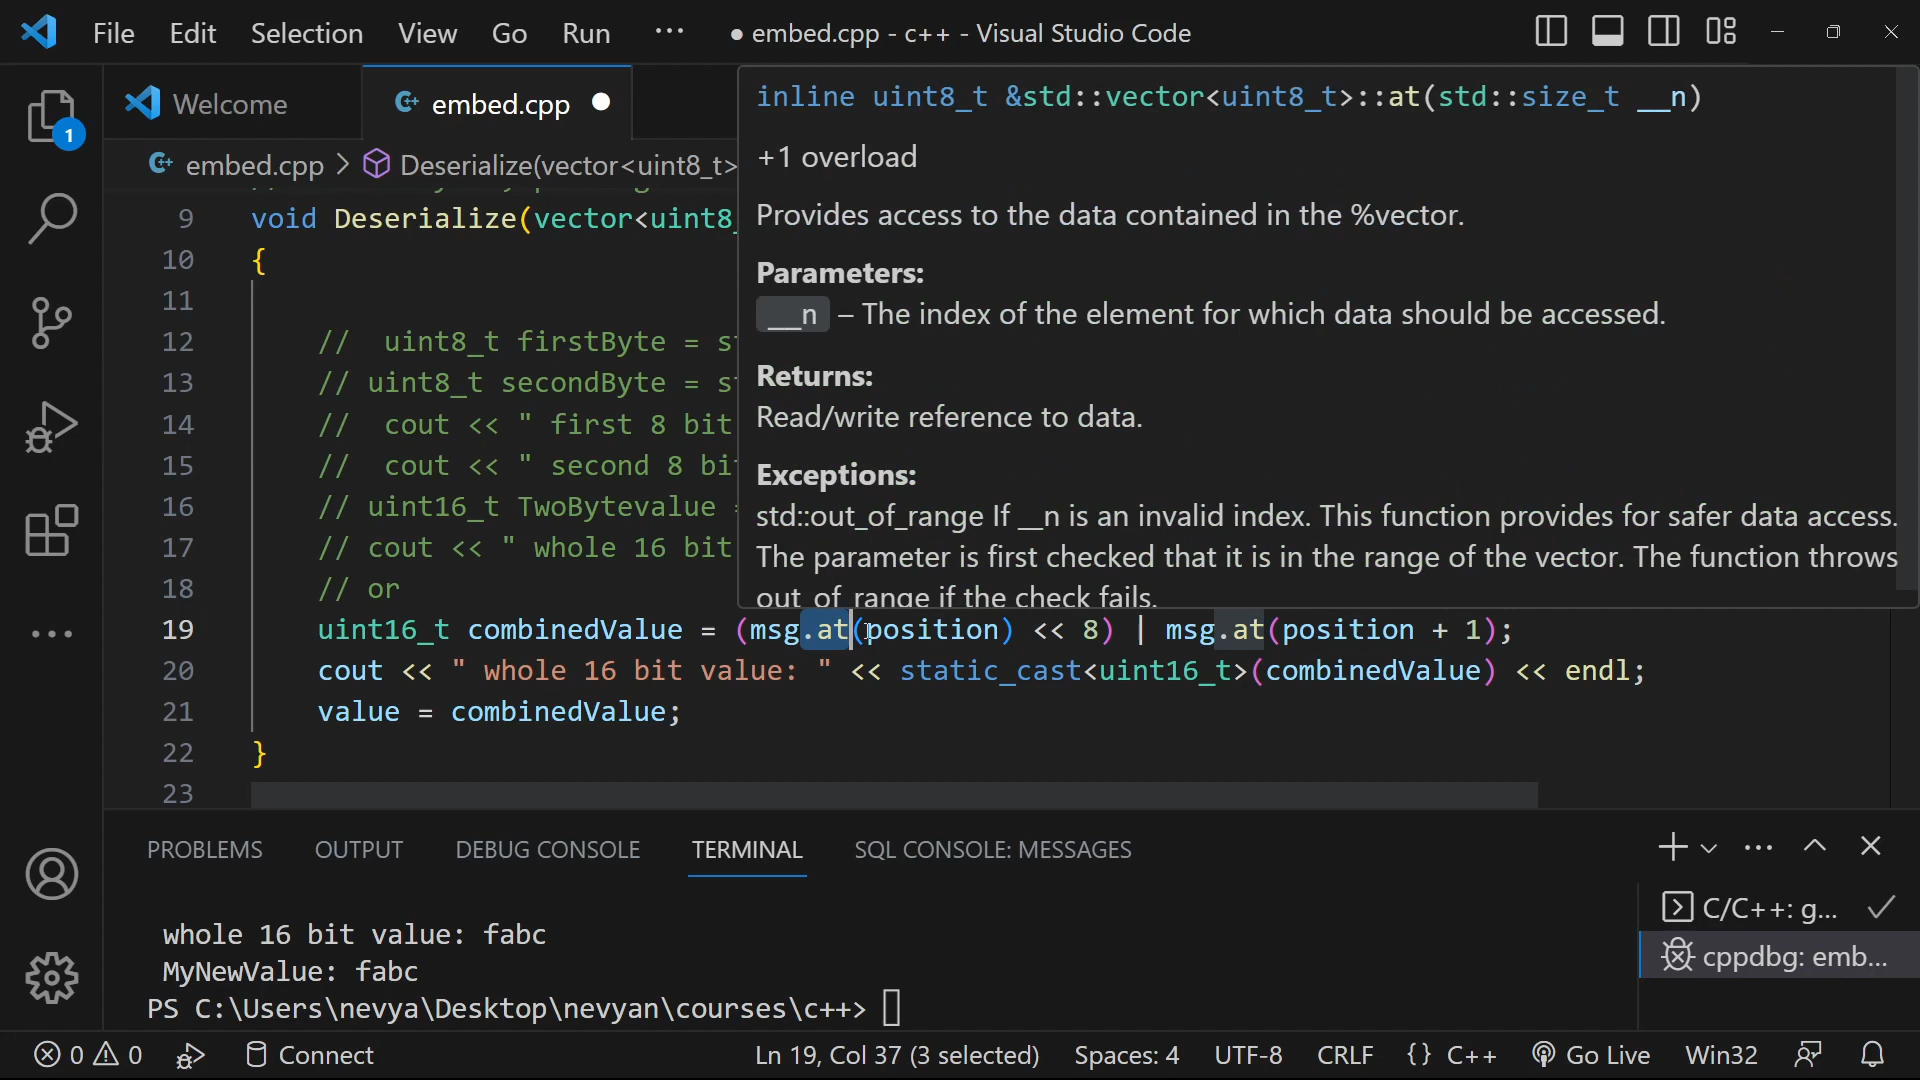 File Edit Selection View Go Run ··· ● embed.cpp - c++ - Visual Studio Code
Welcome
embed.cpp
embed.cpp > Deserialize(vector<uint8_t>
inline uint8_t &std::vector<uint8_t>::at(std::size_t __n)
+1 overload
Provides access to the data contained in the %vector.
Parameters:
__n – The index of the element for which data should be accessed.
Returns:
Read/write reference to data.
Exceptions:
std::out_of_range If __n is an invalid index. This function provides for safer data access.
The parameter is first checked that it is in the range of the vector. The function throws
out_of_range if the check fails.
9 void Deserialize(vector<uint8_
10 {
11
12 //  uint8_t firstByte = s
13 // uint8_t secondByte = s
14 //  cout << " first 8 bit
15 //  cout << " second 8 bi
16 // uint16_t TwoBytevalue
17 // cout << " whole 16 bit
18 // or
19 uint16_t combinedValue = (msg.at(position) << 8) | msg.at(position + 1);
20 cout << " whole 16 bit value: " << static_cast<uint16_t>(combinedValue) << endl;
21 value = combinedValue;
22 }
23
1
PROBLEMS OUTPUT DEBUG CONSOLE TERMINAL SQL CONSOLE: MESSAGES
whole 16 bit value: fabc
MyNewValue: fabc
PS C:\Users\nevya\Desktop\nevyan\courses\c++>
C/C++: g...
cppdbg: emb...
0 0 Connect Ln 19, Col 37 (3 selected) Spaces: 4 UTF-8 CRLF {} C++ Go Live Win32